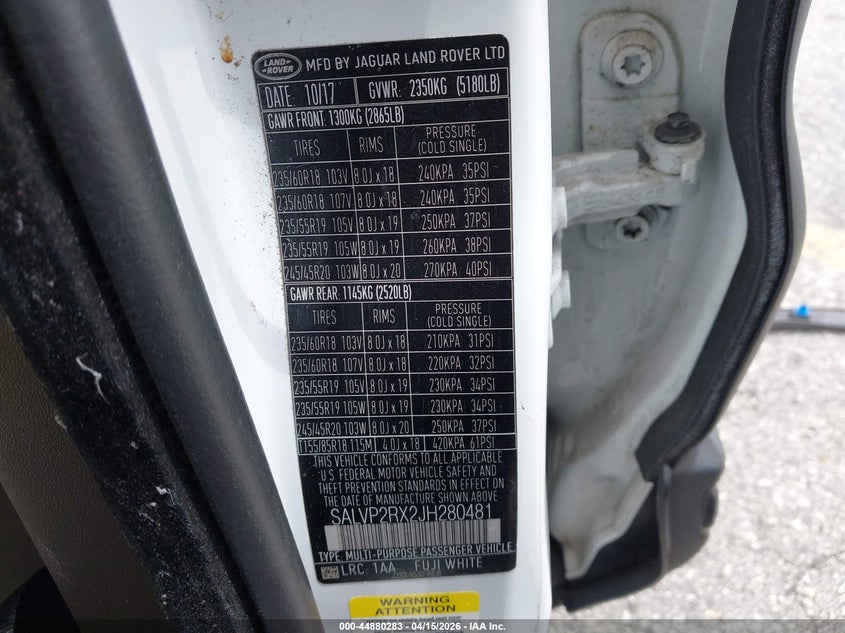 LAND ROVER MFD BY JAGUAR LAND ROVER LTD
DATE: 10/17 GVWR: 2350KG (5180LB)
GAWR FRONT: 1300KG (2865LB)
TIRES RIMS PRESSURE (COLD SINGLE)
235/60R18 103V 8.0J x 18 240KPA 35PSI
235/60R18 107V 8.0J x 18 240KPA 35PSI
235/55R19 105V 8.0J x 19 250KPA 37PSI
235/55R19 105W 8.0J x 19 260KPA 38PSI
245/45R20 103W 8.0J x 20 270KPA 40PSI
GAWR REAR: 1145KG (2520LB)
TIRES RIMS PRESSURE (COLD SINGLE)
235/60R18 103V 8.0J x 18 210KPA 31PSI
235/60R18 107V 8.0J x 18 220KPA 32PSI
235/55R19 105V 8.0J x 19 230KPA 34PSI
235/55R19 105W 8.0J x 19 230KPA 34PSI
245/45R20 103W 8.0J x 20 250KPA 37PSI
T155/85R18 115M 4.0J x 18 420KPA 61PSI
THIS VEHICLE CONFORMS TO ALL APPLICABLE
U.S. FEDERAL MOTOR VEHICLE SAFETY AND
THEFT PREVENTION STANDARDS IN EFFECT ON
THE DATE OF MANUFACTURE SHOWN ABOVE
SALVP2RX2JH280481
TYPE: MULTI-PURPOSE PASSENGER VEHICLE
LRC: 1AA FUJI WHITE
WARNING
ATTENTION
000-44880283 - 04/15/2026 - IAA Inc.